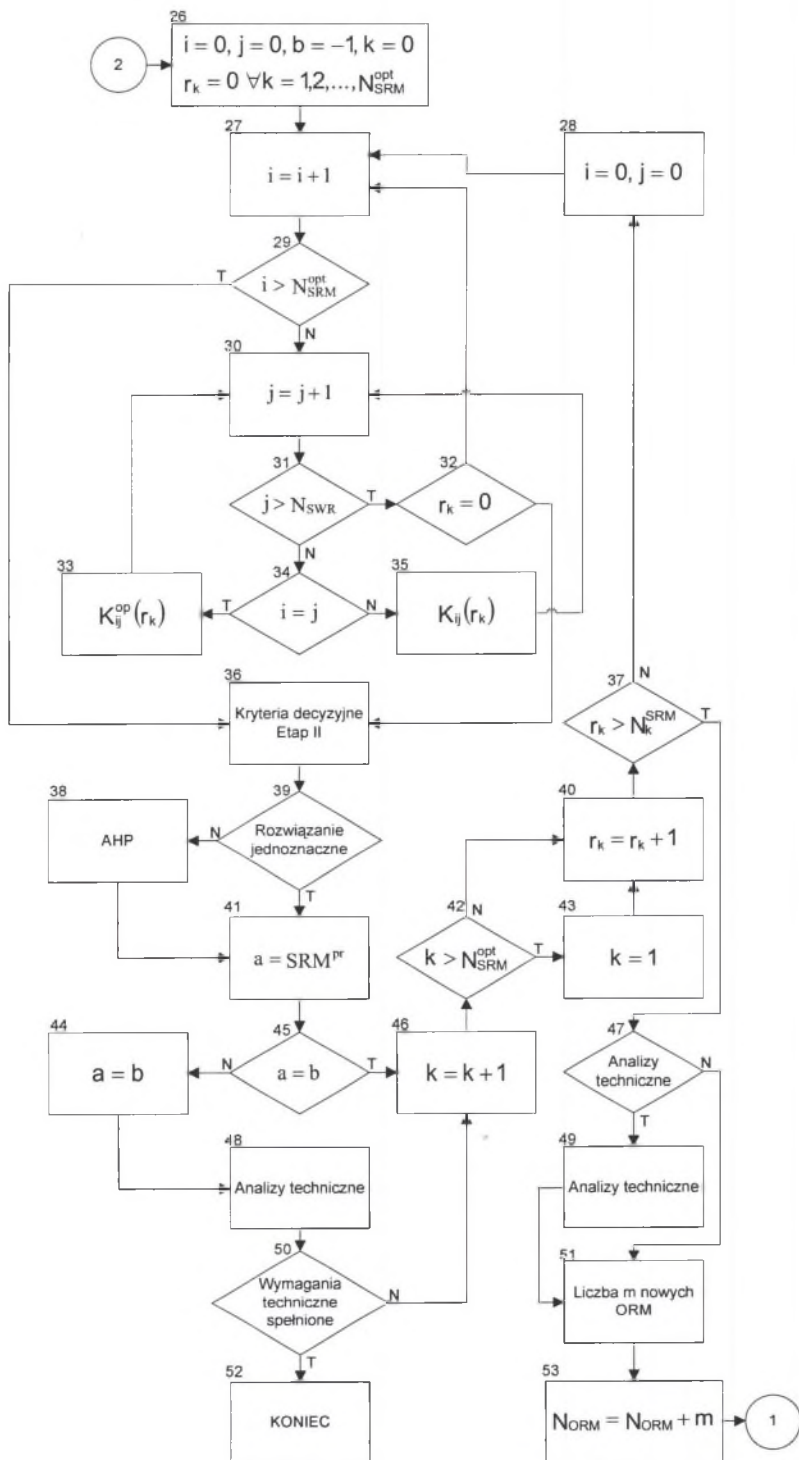 26
2
i = 0, j = 0, b = −1, k = 0
r_k = 0 ∀k = 1,2,..., N_SRM^opt
27
i = i + 1
28
i = 0, j = 0
29
T
i > N_SRM^opt
N
30
j = j + 1
31
j > N_SWR
T
N
32
r_k = 0
33
K_ij^op(r_k)
34
T
i = j
N
35
K_ij(r_k)
36
Kryteria decyzyjne
Etap II
37
N
r_k > N_k^SRM
T
38
AHP
39
N
Rozwiązanie
jednoznaczne
T
40
r_k = r_k + 1
41
a = SRM^pr
42
N
k > N_SRM^opt
T
43
k = 1
44
a = b
45
N
a = b
T
46
k = k + 1
47
Analizy
techniczne
N
T
48
Analizy techniczne
49
Analizy techniczne
50
Wymagania
techniczne
spełnione
N
T
51
Liczba m nowych
ORM
52
KONIEC
53
N_ORM = N_ORM + m
1